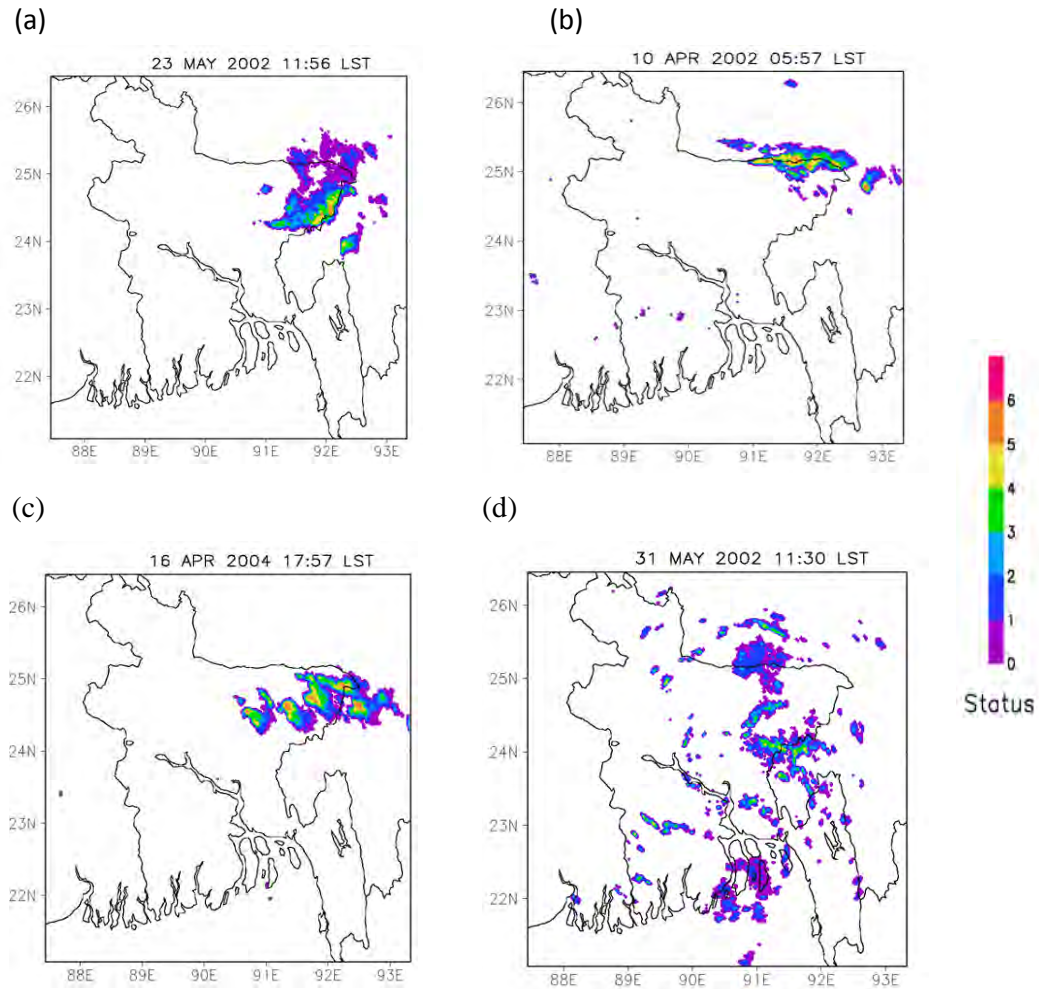 (a)
23 MAY 2002 11:56 LST
26N
25N
24N
23N
22N
88E 89E 90E 91E 92E 93E
(b)
10 APR 2002 05:57 LST
26N
25N
24N
23N
22N
88E 89E 90E 91E 92E 93E
(c)
16 APR 2004 17:57 LST
26N
25N
24N
23N
22N
88E 89E 90E 91E 92E 93E
(d)
31 MAY 2002 11:30 LST
26N
25N
24N
23N
22N
88E 89E 90E 91E 92E 93E
6
5
4
3
2
1
0
Status